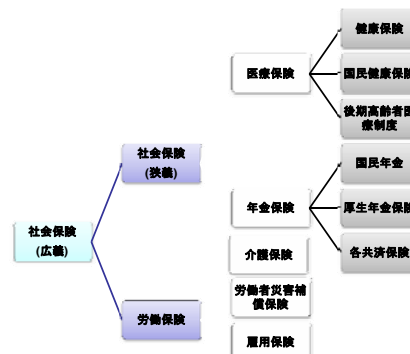 健康保険
医療保険
国民健康保険
後期高齢者医
療制度
社会保険
(狭義)
国民年金
年金保険
厚生年金保険
社会保険
(広義)
介護保険
各共済保険
労働者災害補
償保険
労働保険
雇用保険